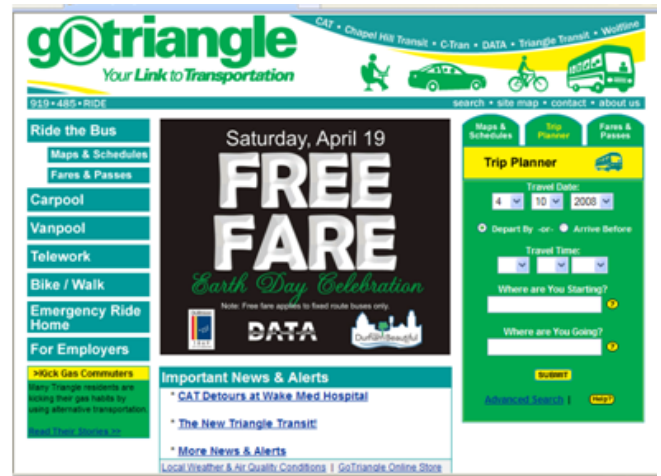 gotriangle
Your Link to Transportation
CAT • Chapel Hill Transit • C-Tran • DATA • Triangle Transit • Wolfline
919•485•RIDE
search • site map • contact • about us
Ride the Bus
Maps & Schedules
Fares & Passes
Carpool
Vanpool
Telework
Bike / Walk
Emergency Ride
Home
For Employers
>Kick Gas Commuters
Many Triangle residents are
kicking their gas habits by
using alternative transportation.
Read Their Stories >>
Saturday, April 19
FREE
FARE
Earth Day Celebration
Note: Free fare applies to fixed route buses only.
DATA
Durham Beautiful
Important News & Alerts
* CAT Detours at Wake Med Hospital
* The New Triangle Transit!
* More News & Alerts
Local Weather & Air Quality Conditions | GoTriangle Online Store
Maps &
Schedules
Trip
Planner
Fares &
Passes
Trip Planner
Travel Date:
4 10 2008
Depart By -or- Arrive Before
Travel Time:
Where are You Starting?
?
Where are You Going?
?
SUBMIT
Advanced Search | Help?